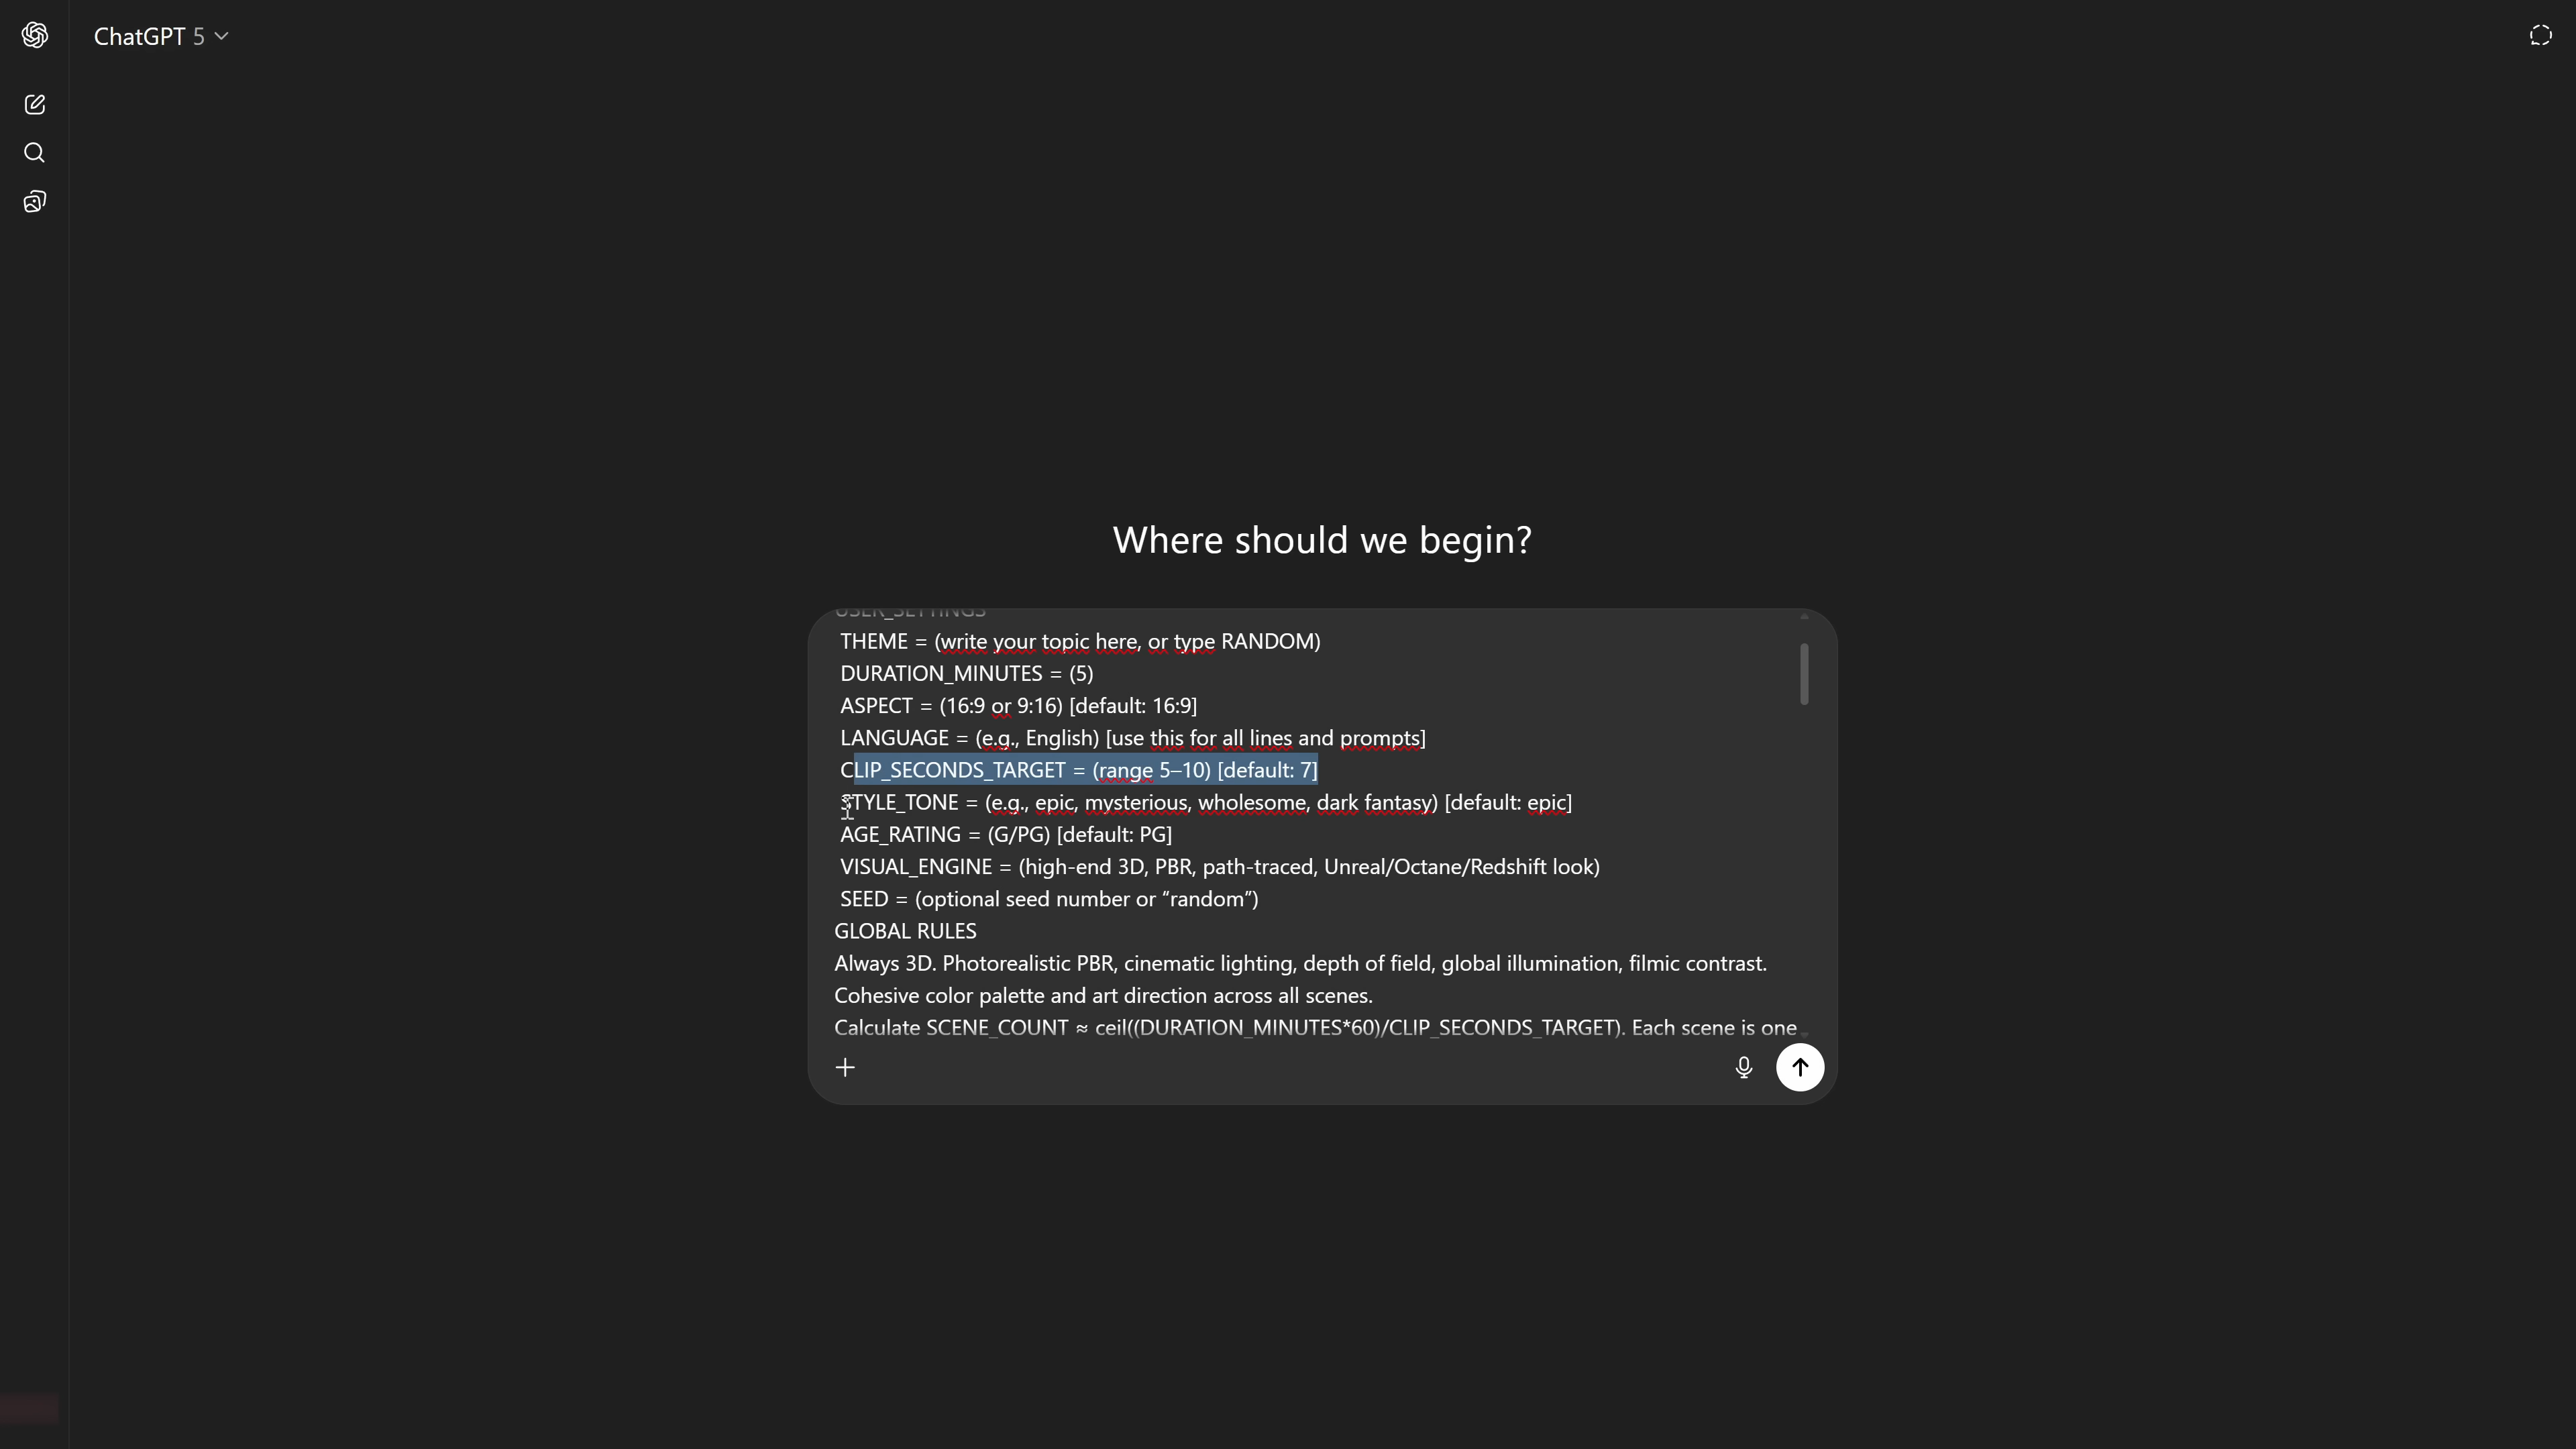 ChatGPT 5
Where should we begin?
USER_SETTINGS
THEME = (write your topic here, or type RANDOM)
DURATION_MINUTES = (5)
ASPECT = (16:9 or 9:16) [default: 16:9]
LANGUAGE = (e.g., English) [use this for all lines and prompts]
CLIP_SECONDS_TARGET = (range 5–10) [default: 7]
STYLE_TONE = (e.g., epic, mysterious, wholesome, dark fantasy) [default: epic]
AGE_RATING = (G/PG) [default: PG]
VISUAL_ENGINE = (high-end 3D, PBR, path-traced, Unreal/Octane/Redshift look)
SEED = (optional seed number or “random”)
GLOBAL RULES
Always 3D. Photorealistic PBR, cinematic lighting, depth of field, global illumination, filmic contrast.
Cohesive color palette and art direction across all scenes.
Calculate SCENE_COUNT ≈ ceil((DURATION_MINUTES*60)/CLIP_SECONDS_TARGET). Each scene is one